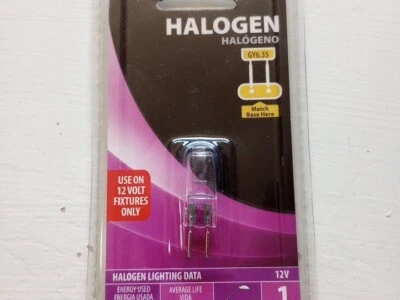 HALOGEN
HALÓGENO
GY6.35
Match
Base Here
USE ON
12 VOLT
FIXTURES
ONLY
HALOGEN LIGHTING DATA
12V
ENERGY USED
ENERGIA USADA
AVERAGE LIFE
VIDA
1